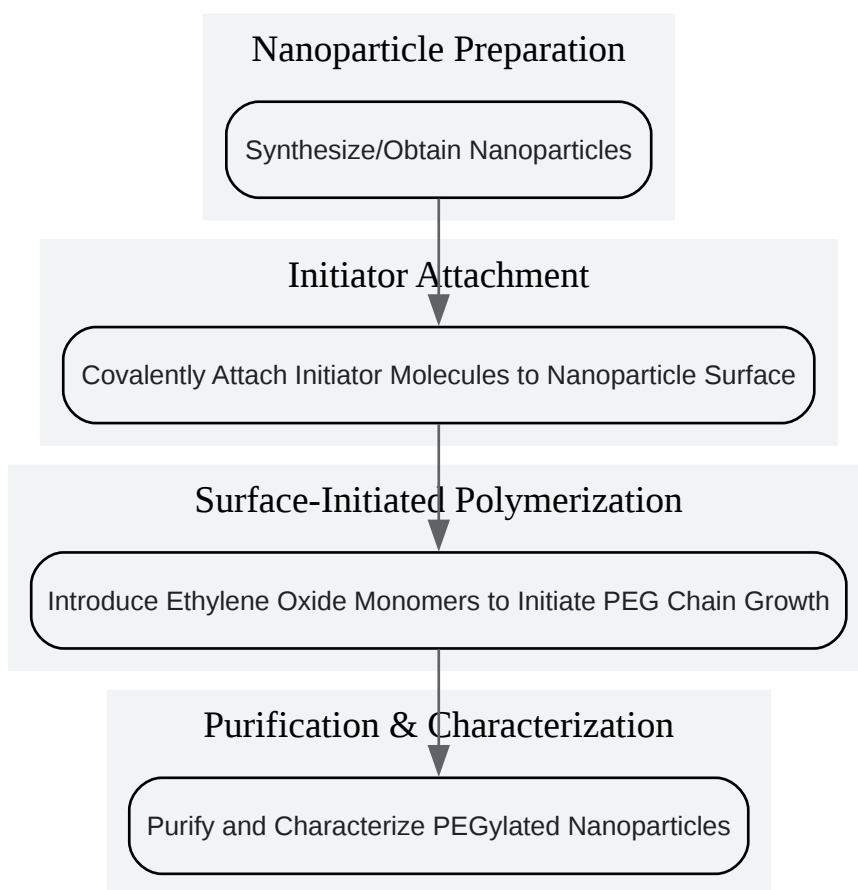 Nanoparticle Preparation
Synthesize/Obtain Nanoparticles
Initiator Attachment
Covalently Attach Initiator Molecules to Nanoparticle Surface
Surface-Initiated Polymerization
Introduce Ethylene Oxide Monomers to Initiate PEG Chain Growth
Purification & Characterization
Purify and Characterize PEGylated Nanoparticles